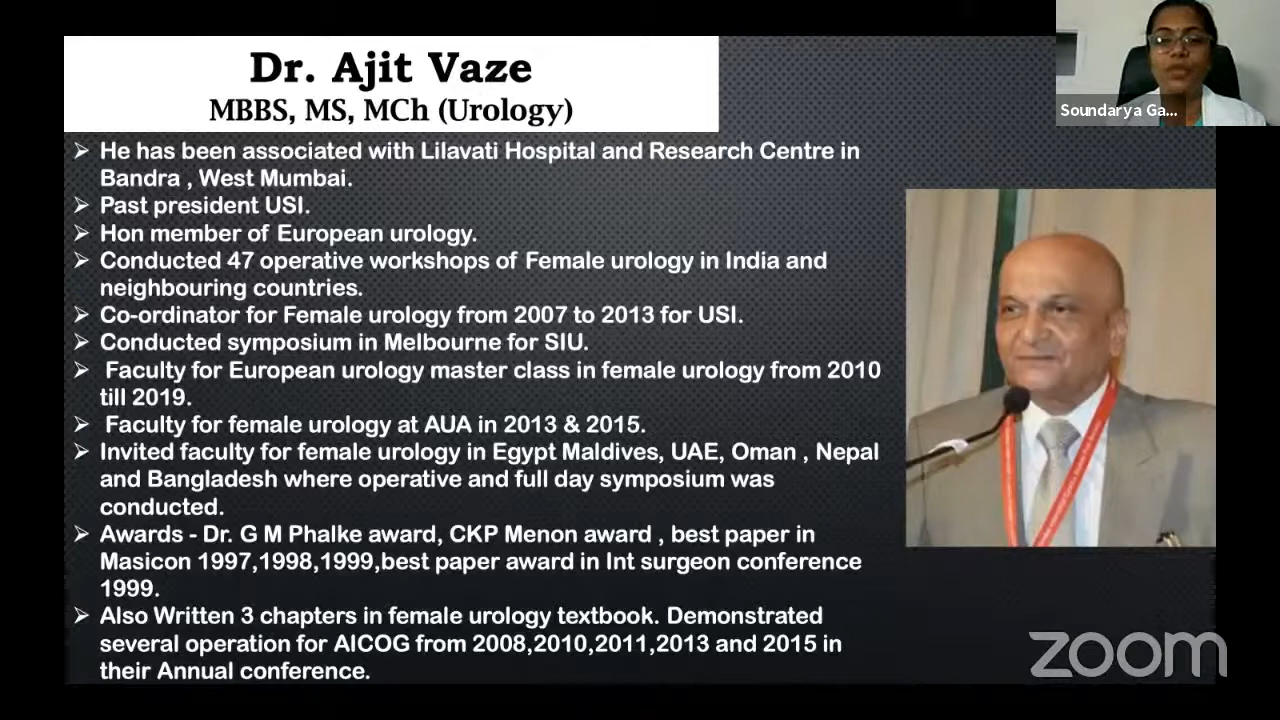 Dr. Ajit Vaze
MBBS, MS, MCh (Urology)
Soundarya Ga...
➢ He has been associated with Lilavati Hospital and Research Centre in
Bandra , West Mumbai.
➢ Past president USI.
➢ Hon member of European urology.
➢ Conducted 47 operative workshops of Female urology in India and
neighbouring countries.
➢ Co-ordinator for Female urology from 2007 to 2013 for USI.
➢ Conducted symposium in Melbourne for SIU.
➢ Faculty for European urology master class in female urology from 2010
till 2019.
➢ Faculty for female urology at AUA in 2013 & 2015.
➢ Invited faculty for female urology in Egypt Maldives, UAE, Oman , Nepal
and Bangladesh where operative and full day symposium was
conducted.
➢ Awards - Dr. G M Phalke award, CKP Menon award , best paper in
Masicon 1997,1998,1999,best paper award in Int surgeon conference
1999.
➢ Also Written 3 chapters in female urology textbook. Demonstrated
several operation for AICOG from 2008,2010,2011,2013 and 2015 in
their Annual conference.
zoom